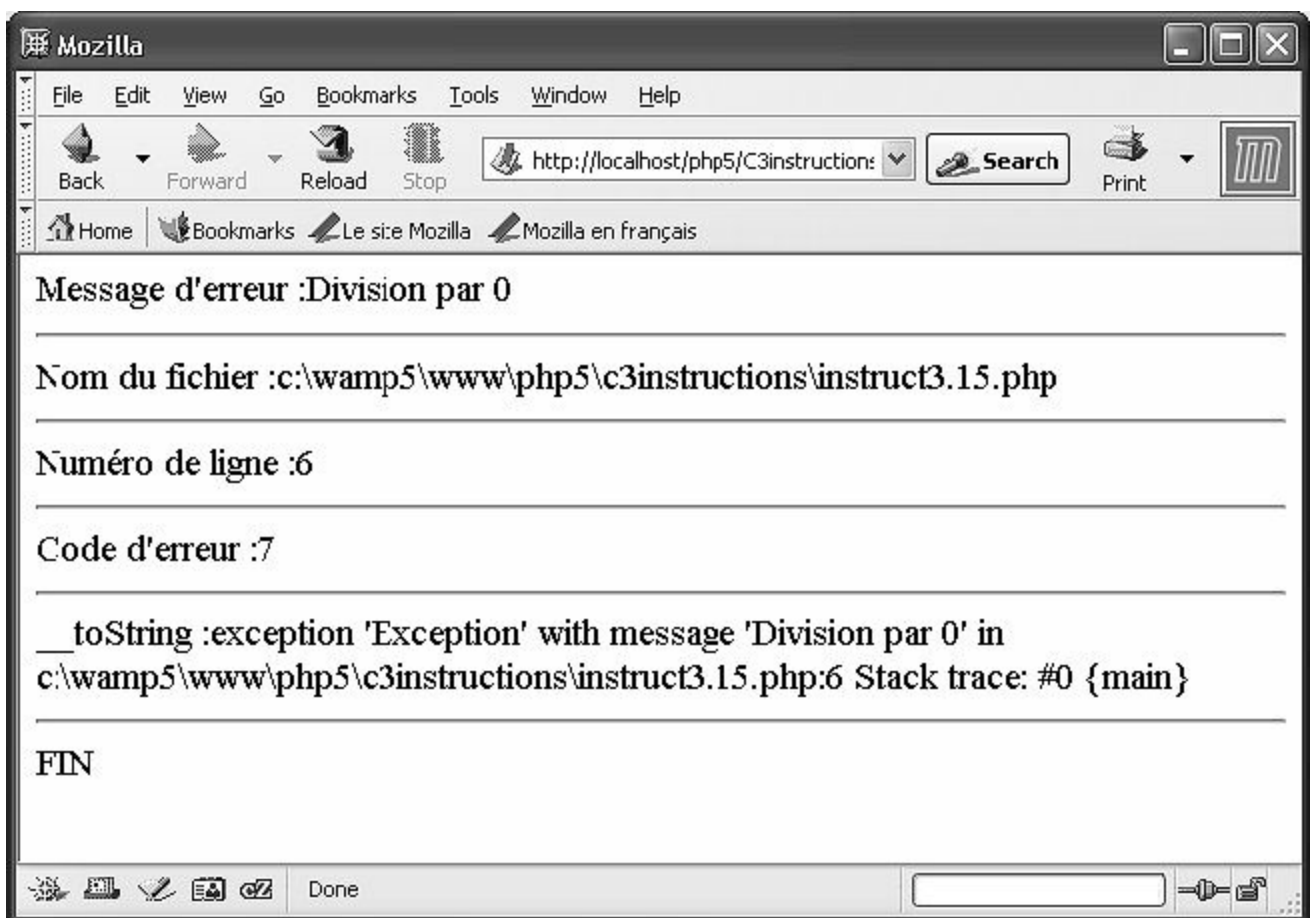 Mozilla
File Edit View Go Bookmarks Tools Window Help
Back Forward Reload Stop http://localhost/php5/C3instructions Search Print
Home Bookmarks Le site Mozilla Mozilla en français
Message d'erreur :Division par 0
Nom du fichier :c:\wamp5\www\php5\c3instructions\instruct3.15.php
Numéro de ligne :6
Code d'erreur :7
__toString :exception 'Exception' with message 'Division par 0' in
c:\wamp5\www\php5\c3instructions\instruct3.15.php:6 Stack trace: #0 {main}
FIN
Done